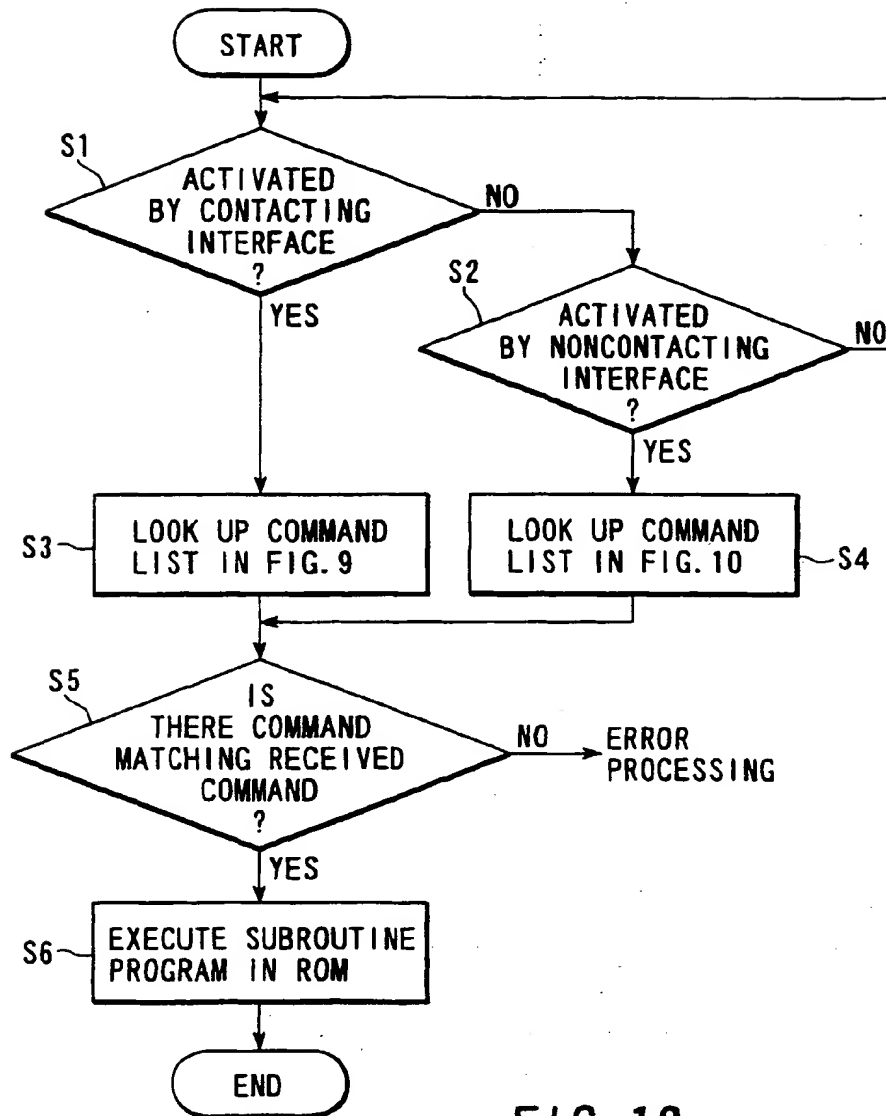 START
S1
ACTIVATED
BY CONTACTING
INTERFACE
?
NO
YES
S2
ACTIVATED
BY NONCONTACTING
INTERFACE
?
NO
YES
S3
LOOK UP COMMAND
LIST IN FIG. 9
LOOK UP COMMAND
LIST IN FIG. 10
S4
S5
IS
THERE COMMAND
MATCHING RECEIVED
COMMAND
?
NO
ERROR
PROCESSING
YES
S6
EXECUTE SUBROUTINE
PROGRAM IN ROM
END